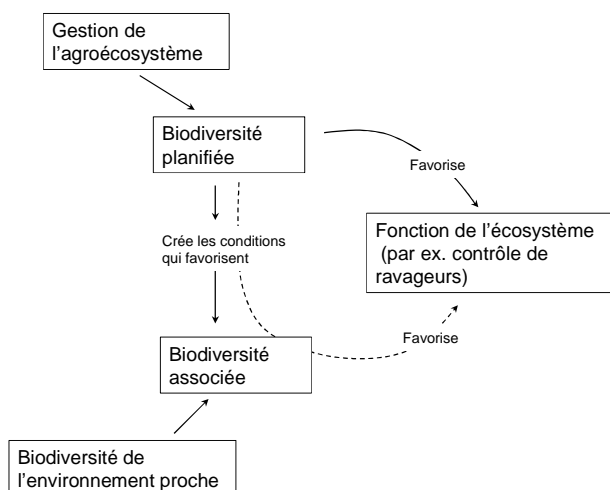 Gestion de
l'agroécosystème
Biodiversité
planifiée
Favorise
Fonction de l'écosystème
(par ex. contrôle de
ravageurs)
Crée les conditions
qui favorisent
Favorise
Biodiversité
associée
Biodiversité de
l'environnement proche